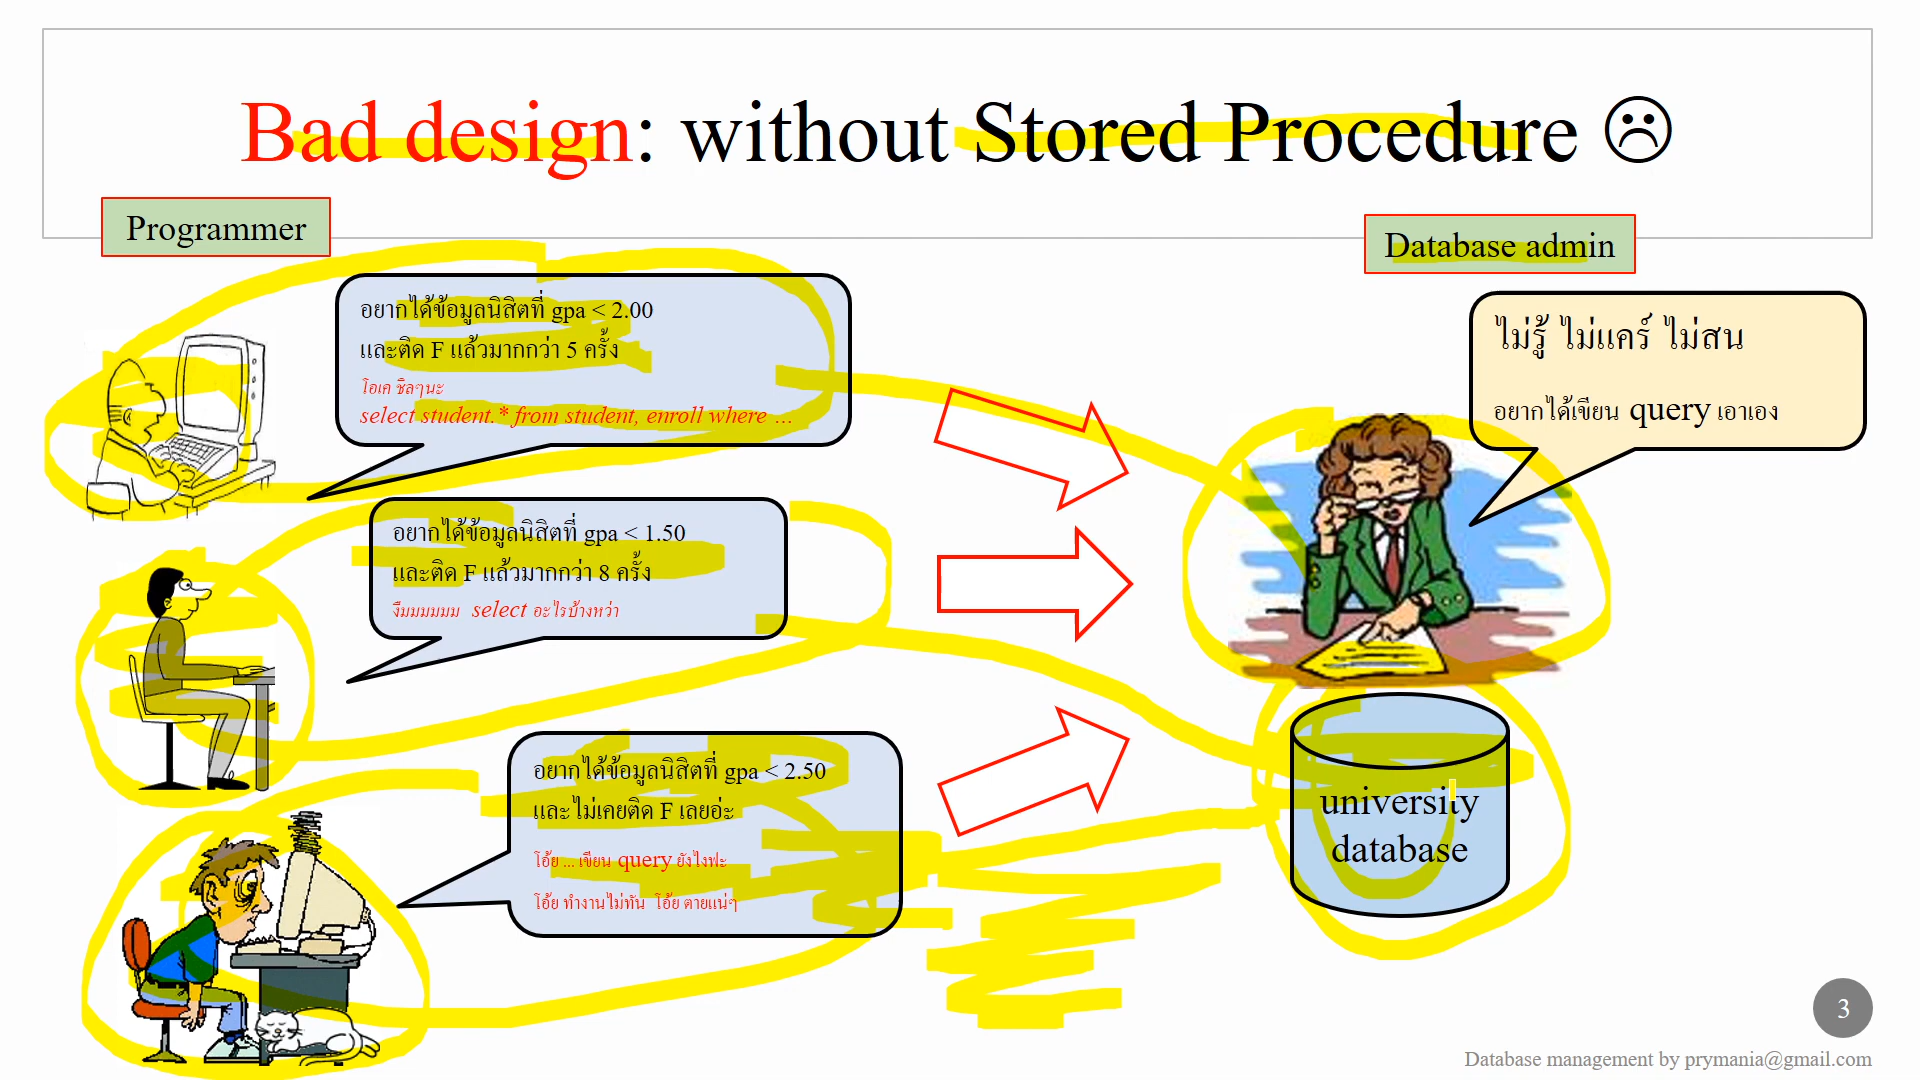 Bad design: without Stored Procedure ☹
Programmer
Database admin
อยากได้ข้อมูลนิสิตที่ gpa < 2.00
และติด F แล้วมากกว่า 5 ครั้ง
โอเค ชิลๆนะ
select student.* from student, enroll where …
ไม่รู้ ไม่แคร์ ไม่สน
อยากได้เขียน query เอาเอง
อยากได้ข้อมูลนิสิตที่ gpa < 1.50
และติด F แล้วมากกว่า 8 ครั้ง
งืมมมมมม select อะไรบ้างหว่า
อยากได้ข้อมูลนิสิตที่ gpa < 2.50
และไม่เคยติด F เลยอ่ะ
โอ้ย ... เขียน query ยังไงฟะ
โอ้ย ทำงานไม่ทัน โอ้ย ตายแน่ๆ
university
database
3
Database management by prymania@gmail.com